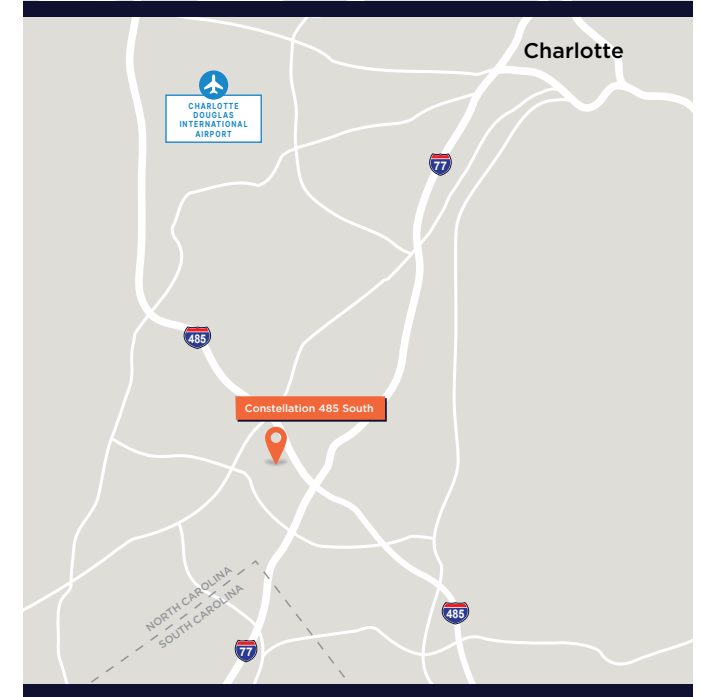 Charlotte
CHARLOTTE
DOUGLAS
INTERNATIONAL
AIRPORT
77
485
Constellation 485 South
NORTH CAROLINA
SOUTH CAROLINA
485
77